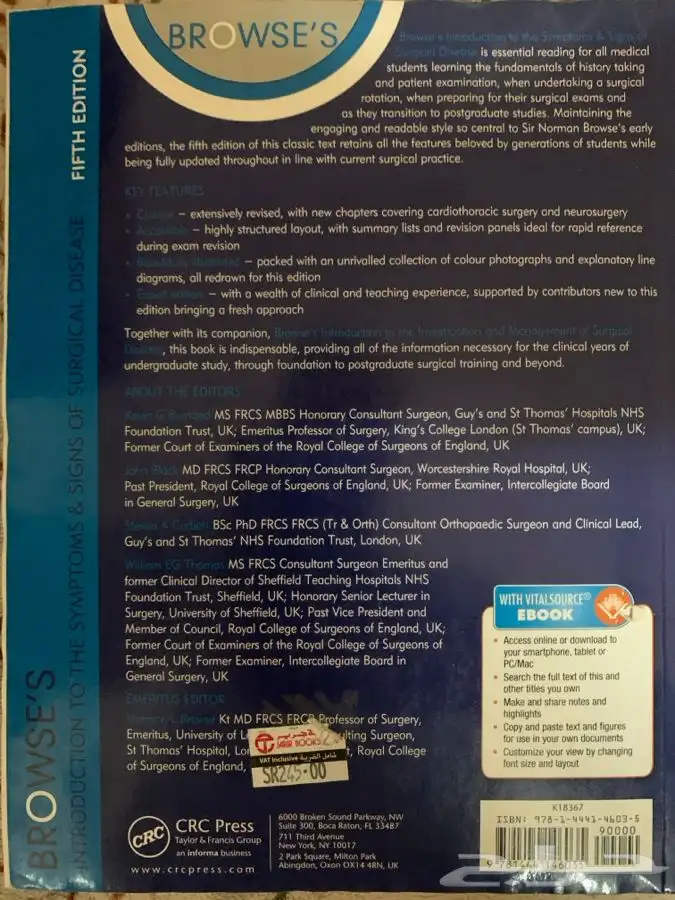 BROWSE'S
FIFTH EDITION
BROWSE'S
INTRODUCTION TO THE SYMPTOMS & SIGNS OF SURGICAL DISEASE
Browse's Introduction to the Symptoms & Signs of
Surgical Disease is essential reading for all medical
students learning the fundamentals of history taking
and patient examination, when undertaking a surgical
rotation, when preparing for their surgical exams and
as they transition to postgraduate studies. Maintaining the
engaging and readable style so central to Sir Norman Browse's early
editions, the fifth edition of this classic text retains all the features beloved by generations of students while
being fully updated throughout in line with current surgical practice.
KEY FEATURES
• – extensively revised, with new chapters covering cardiothoracic surgery and neurosurgery
• – highly structured layout, with summary lists and revision panels ideal for rapid reference
during exam revision
• Beautifully illustrated – packed with an unrivalled collection of colour photographs and explanatory line
diagrams, all redrawn for this edition
• – with a wealth of clinical and teaching experience, supported by contributors new to this
edition bringing a fresh approach
Together with its companion, Browse's Introduction to the Investigation and Management of Surgical
Disease, this book is indispensable, providing all of the information necessary for the clinical years of
undergraduate study, through foundation to postgraduate surgical training and beyond.
ABOUT THE EDITORS
Kevin G Burnand MS FRCS MBBS Honorary Consultant Surgeon, Guy's and St Thomas' Hospitals NHS
Foundation Trust, UK; Emeritus Professor of Surgery, King's College London (St Thomas' campus), UK;
Former Court of Examiners of the Royal College of Surgeons of England, UK
John Black MD FRCS FRCP Honorary Consultant Surgeon, Worcestershire Royal Hospital, UK;
Past President, Royal College of Surgeons of England, UK; Former Examiner, Intercollegiate Board
in General Surgery, UK
Steven A Corbett BSc PhD FRCS FRCS (Tr & Orth) Consultant Orthopaedic Surgeon and Clinical Lead,
Guy's and St Thomas' NHS Foundation Trust, London, UK
William EG Thomas MS FRCS Consultant Surgeon Emeritus and
former Clinical Director of Sheffield Teaching Hospitals NHS
Foundation Trust, Sheffield, UK; Honorary Senior Lecturer in
Surgery, University of Sheffield, UK; Past Vice President and
Member of Council, Royal College of Surgeons of England, UK;
Former Court of Examiners of the Royal College of Surgeons of
England, UK; Former Examiner, Intercollegiate Board in
General Surgery, UK
EMERITUS EDITOR
Norman L Browse Kt MD FRCS FRCP Professor of Surgery,
Emeritus, University of
St Thomas' Hospital, Royal College
of Surgeons of England,
جرير
JARIR BOOKS
VAT Inclusive شامل الضريبة
SR245.00
WITH VITALSOURCE®
EBOOK
• Access online or download to
your smartphone, tablet or
PC/Mac
• Search the full text of this and
other titles you own
• Make and share notes and
highlights
• Copy and paste text and figures
for use in your own documents
• Customize your view by changing
font size and layout
CRC
CRC Press
Taylor & Francis Group
an informa business
www.crcpress.com
6000 Broken Sound Parkway, NW
Suite 300, Boca Raton, FL 33487
711 Third Avenue
New York, NY 10017
2 Park Square, Milton Park
Abingdon, Oxon OX14 4RN, UK
K18367
ISBN: 978-1-4441-4603-5
90000
حراج